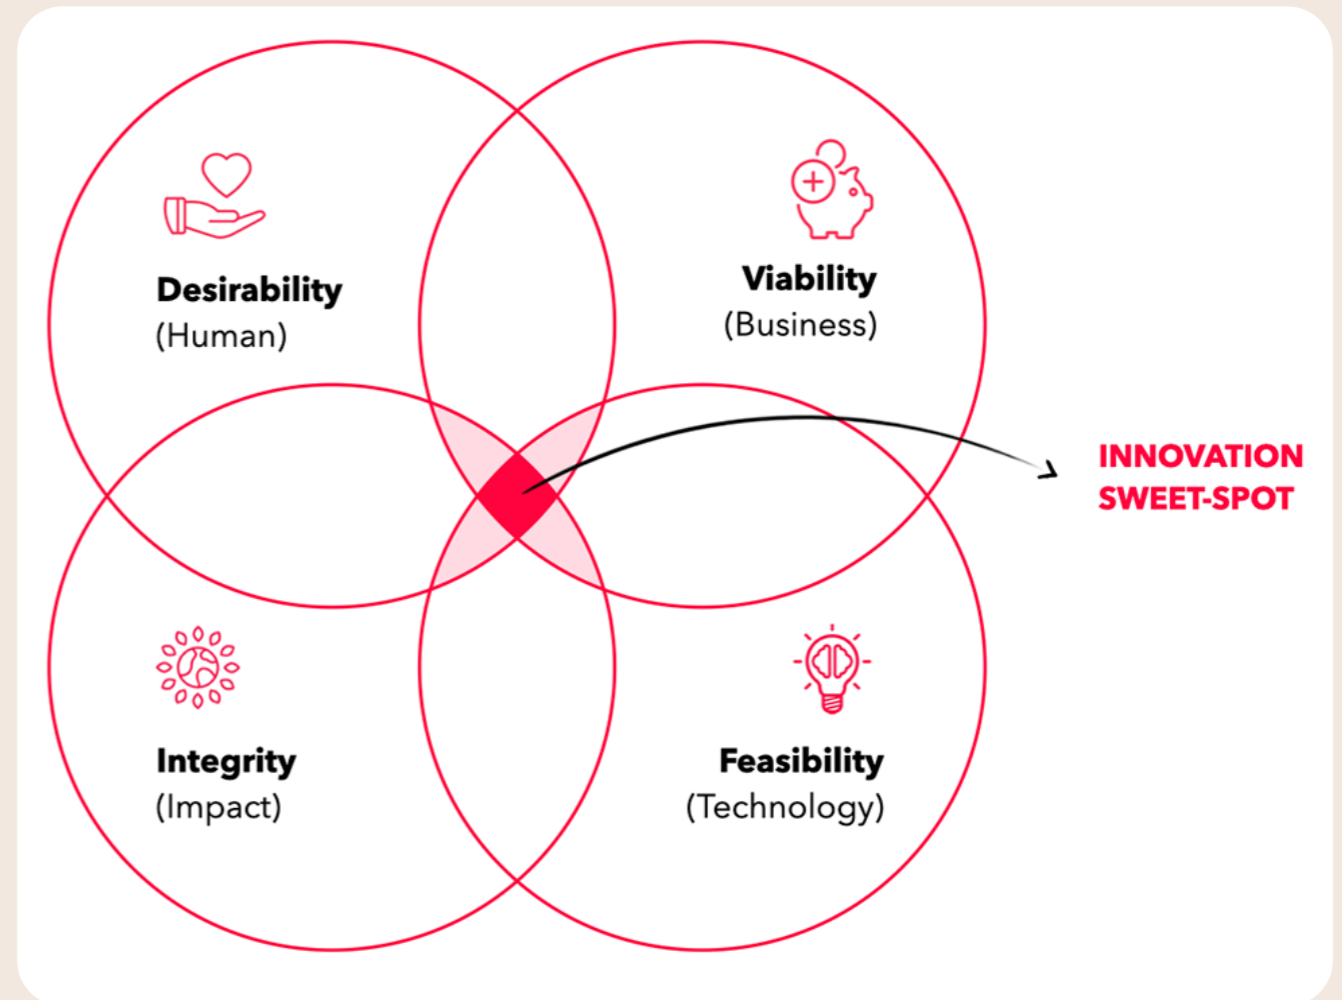 Desirability
(Human)
Viability
(Business)
INNOVATION
SWEET-SPOT
Integrity
(Impact)
Feasibility
(Technology)